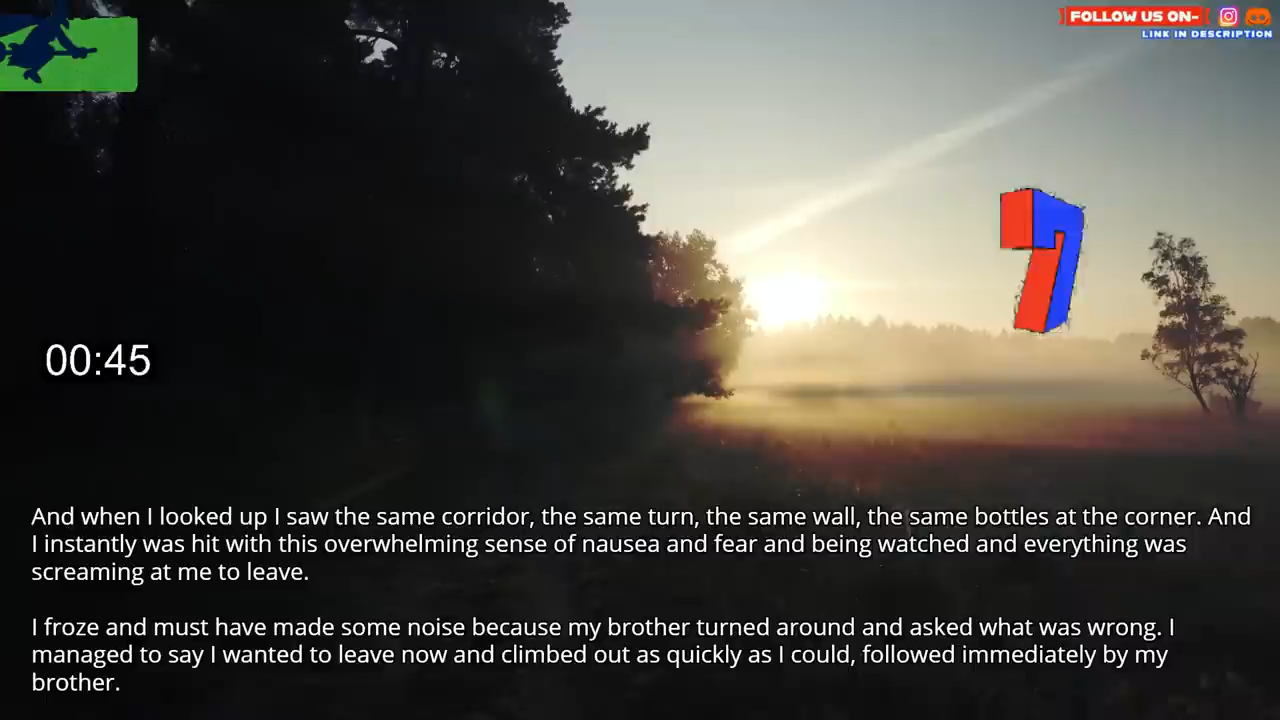 FOLLOW US ON-
LINK IN DESCRIPTION
7
00:45
And when I looked up I saw the same corridor, the same turn, the same wall, the same bottles at the corner. And
I instantly was hit with this overwhelming sense of nausea and fear and being watched and everything was
screaming at me to leave.
I froze and must have made some noise because my brother turned around and asked what was wrong. I
managed to say I wanted to leave now and climbed out as quickly as I could, followed immediately by my
brother.